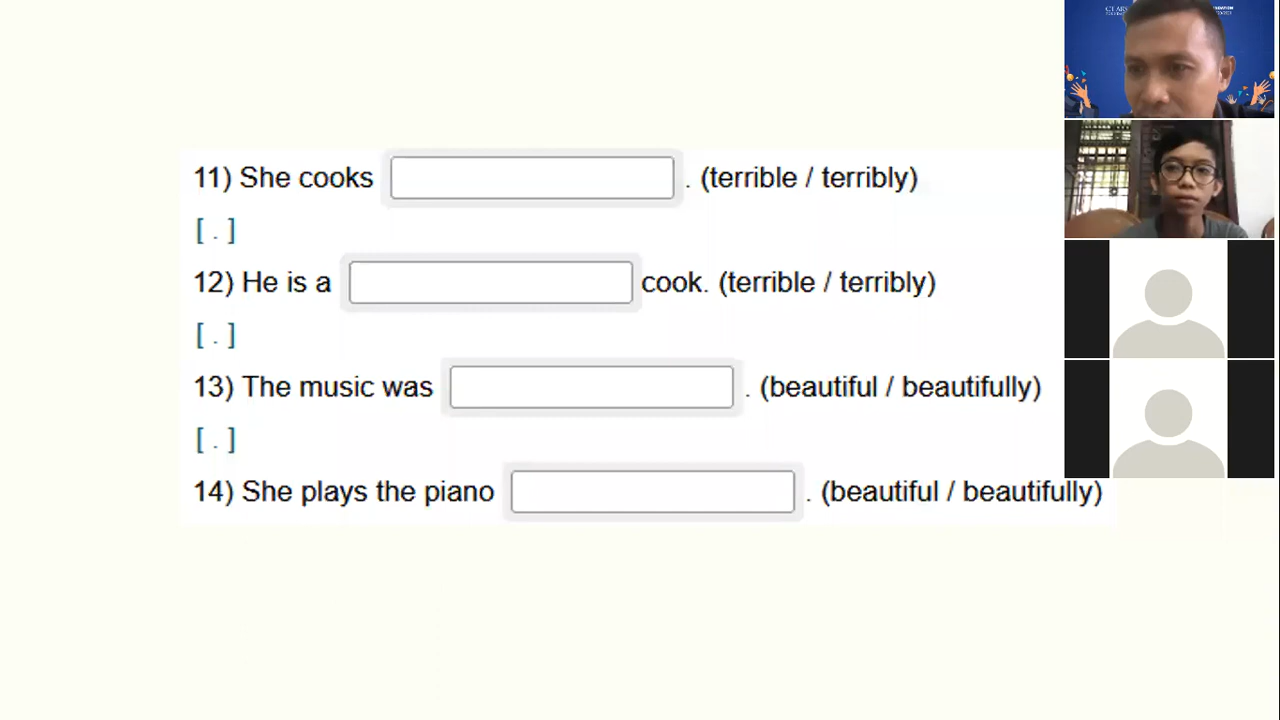 11) She cooks . (terrible / terribly)
[ . ]
12) He is a cook. (terrible / terribly)
[ . ]
13) The music was . (beautiful / beautifully)
[ . ]
14) She plays the piano . (beautiful / beautifully)